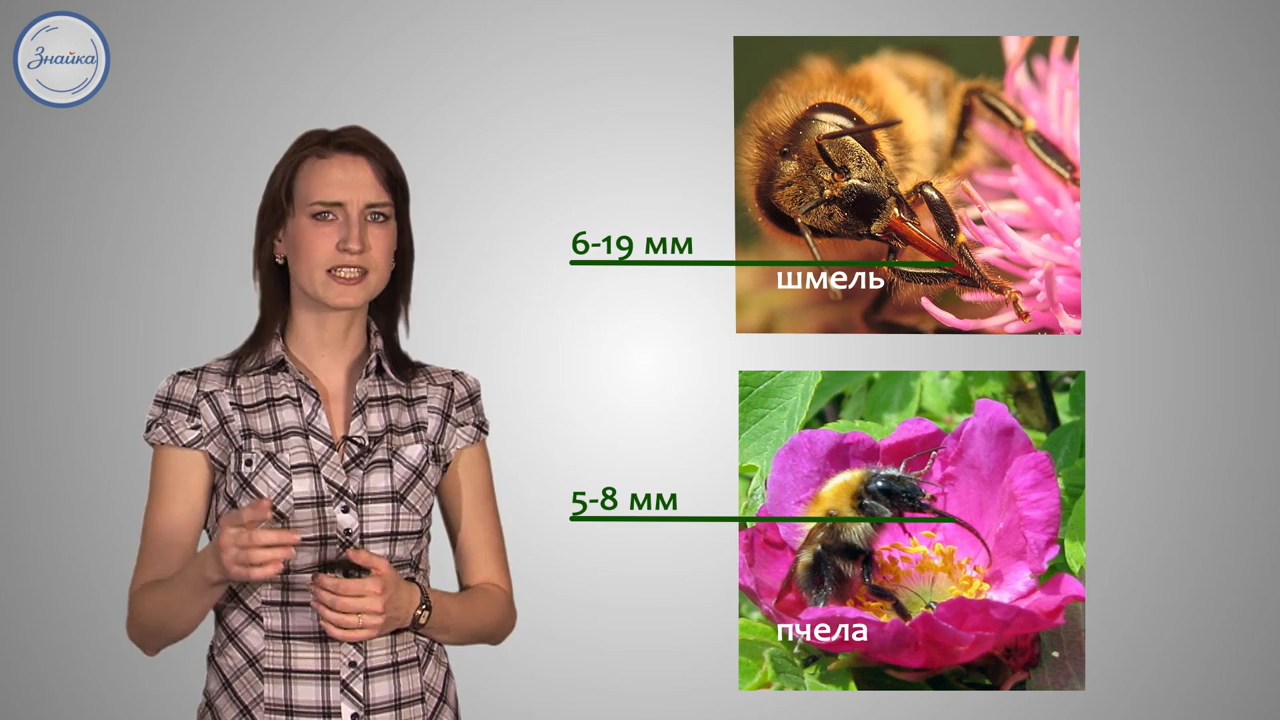 Знайка
6-19 мм
шмель
5-8 мм
пчела